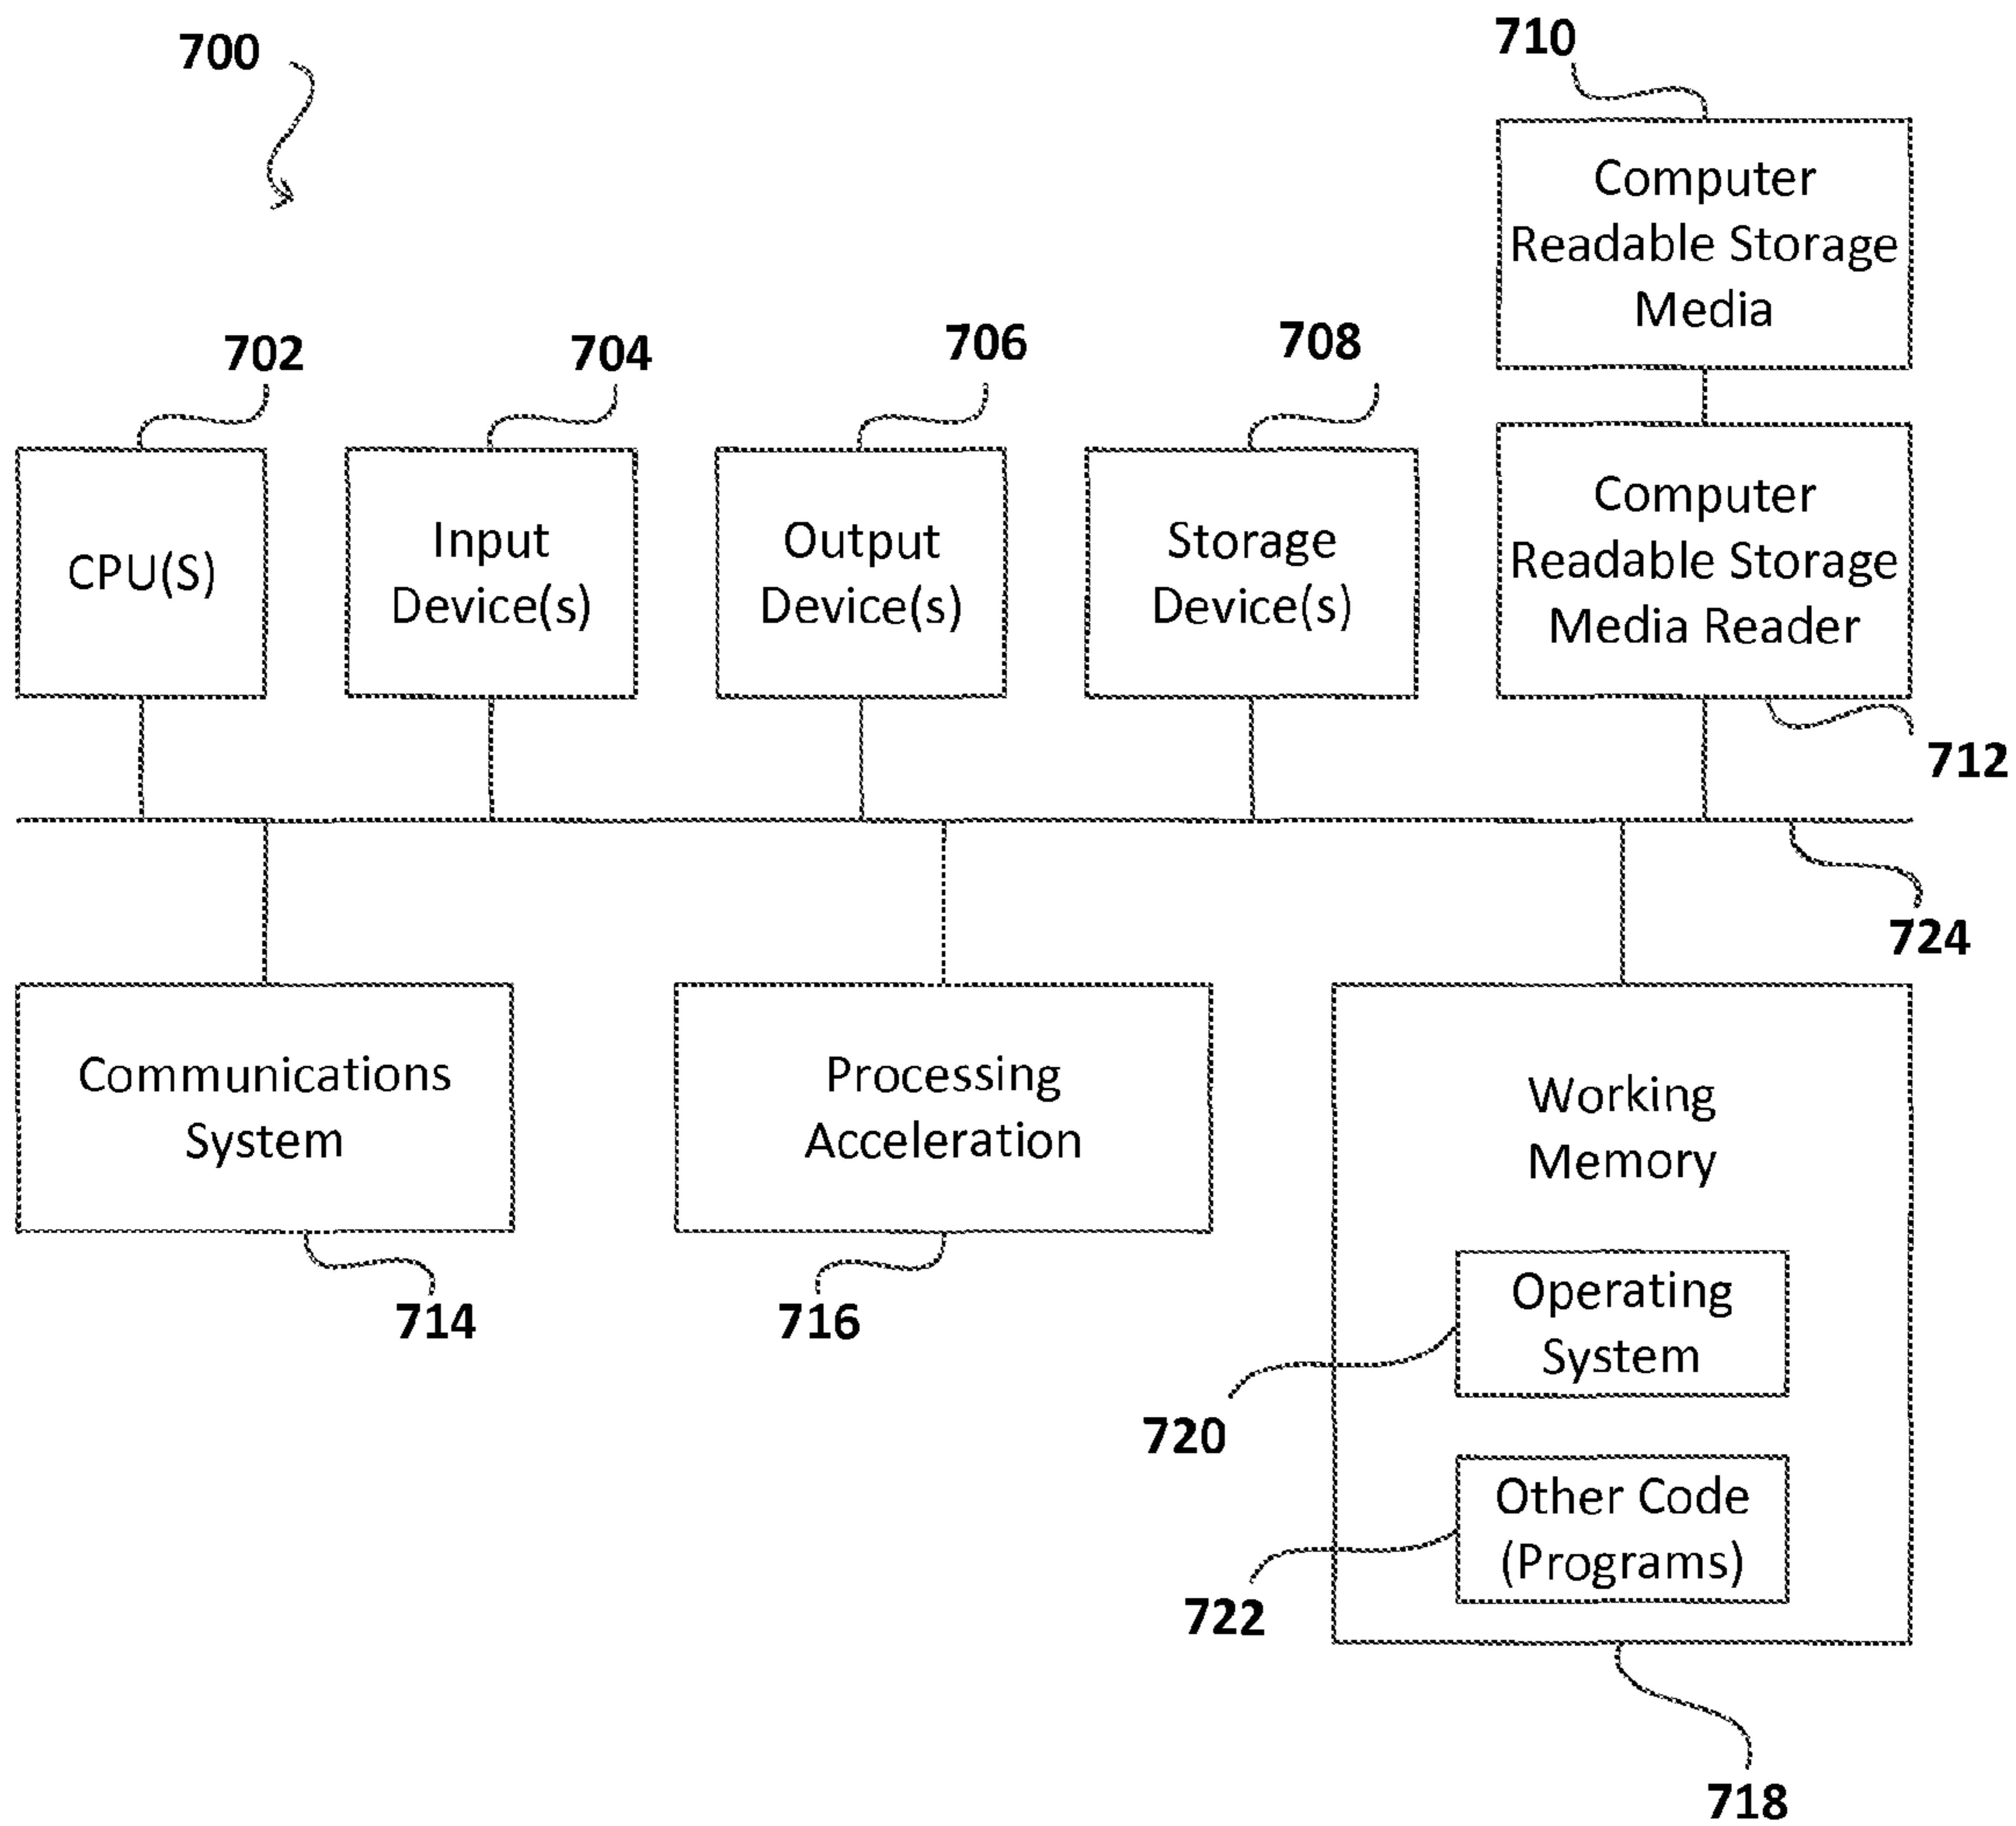 700
710
Computer
Readable Storage
Media
702
704
706
708
CPU(S)
Input
Device(s)
Output
Device(s)
Storage
Device(s)
Computer
Readable Storage
Media Reader
712
724
Communications
System
Processing
Acceleration
Working
Memory
714
716
Operating
System
720
Other Code
(Programs)
722
718